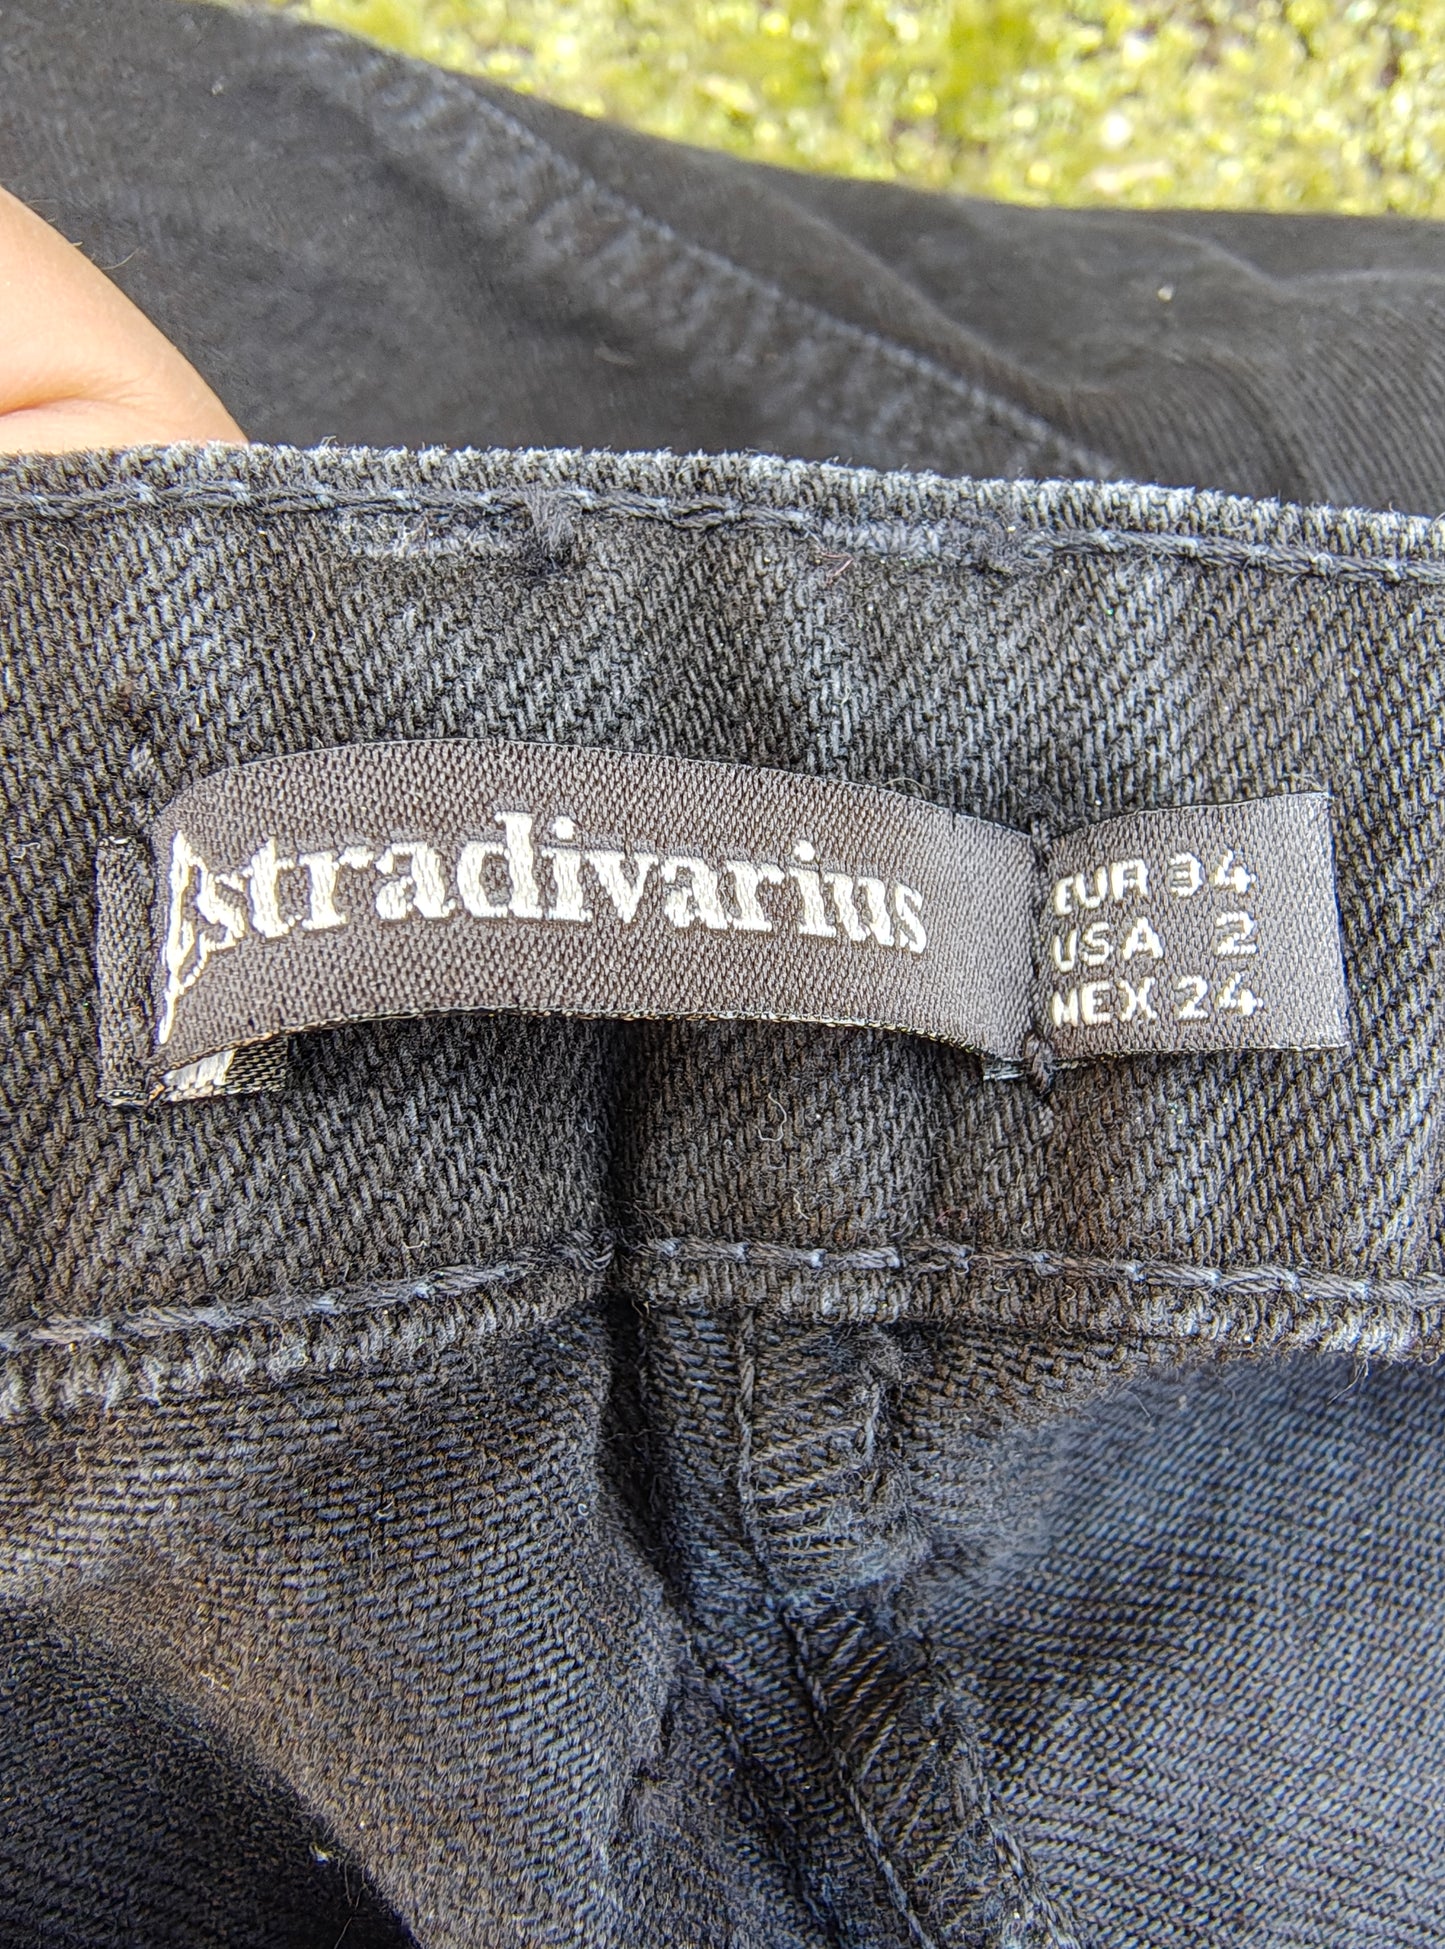 stradivarius
EUR 34
USA 2
MEX 24